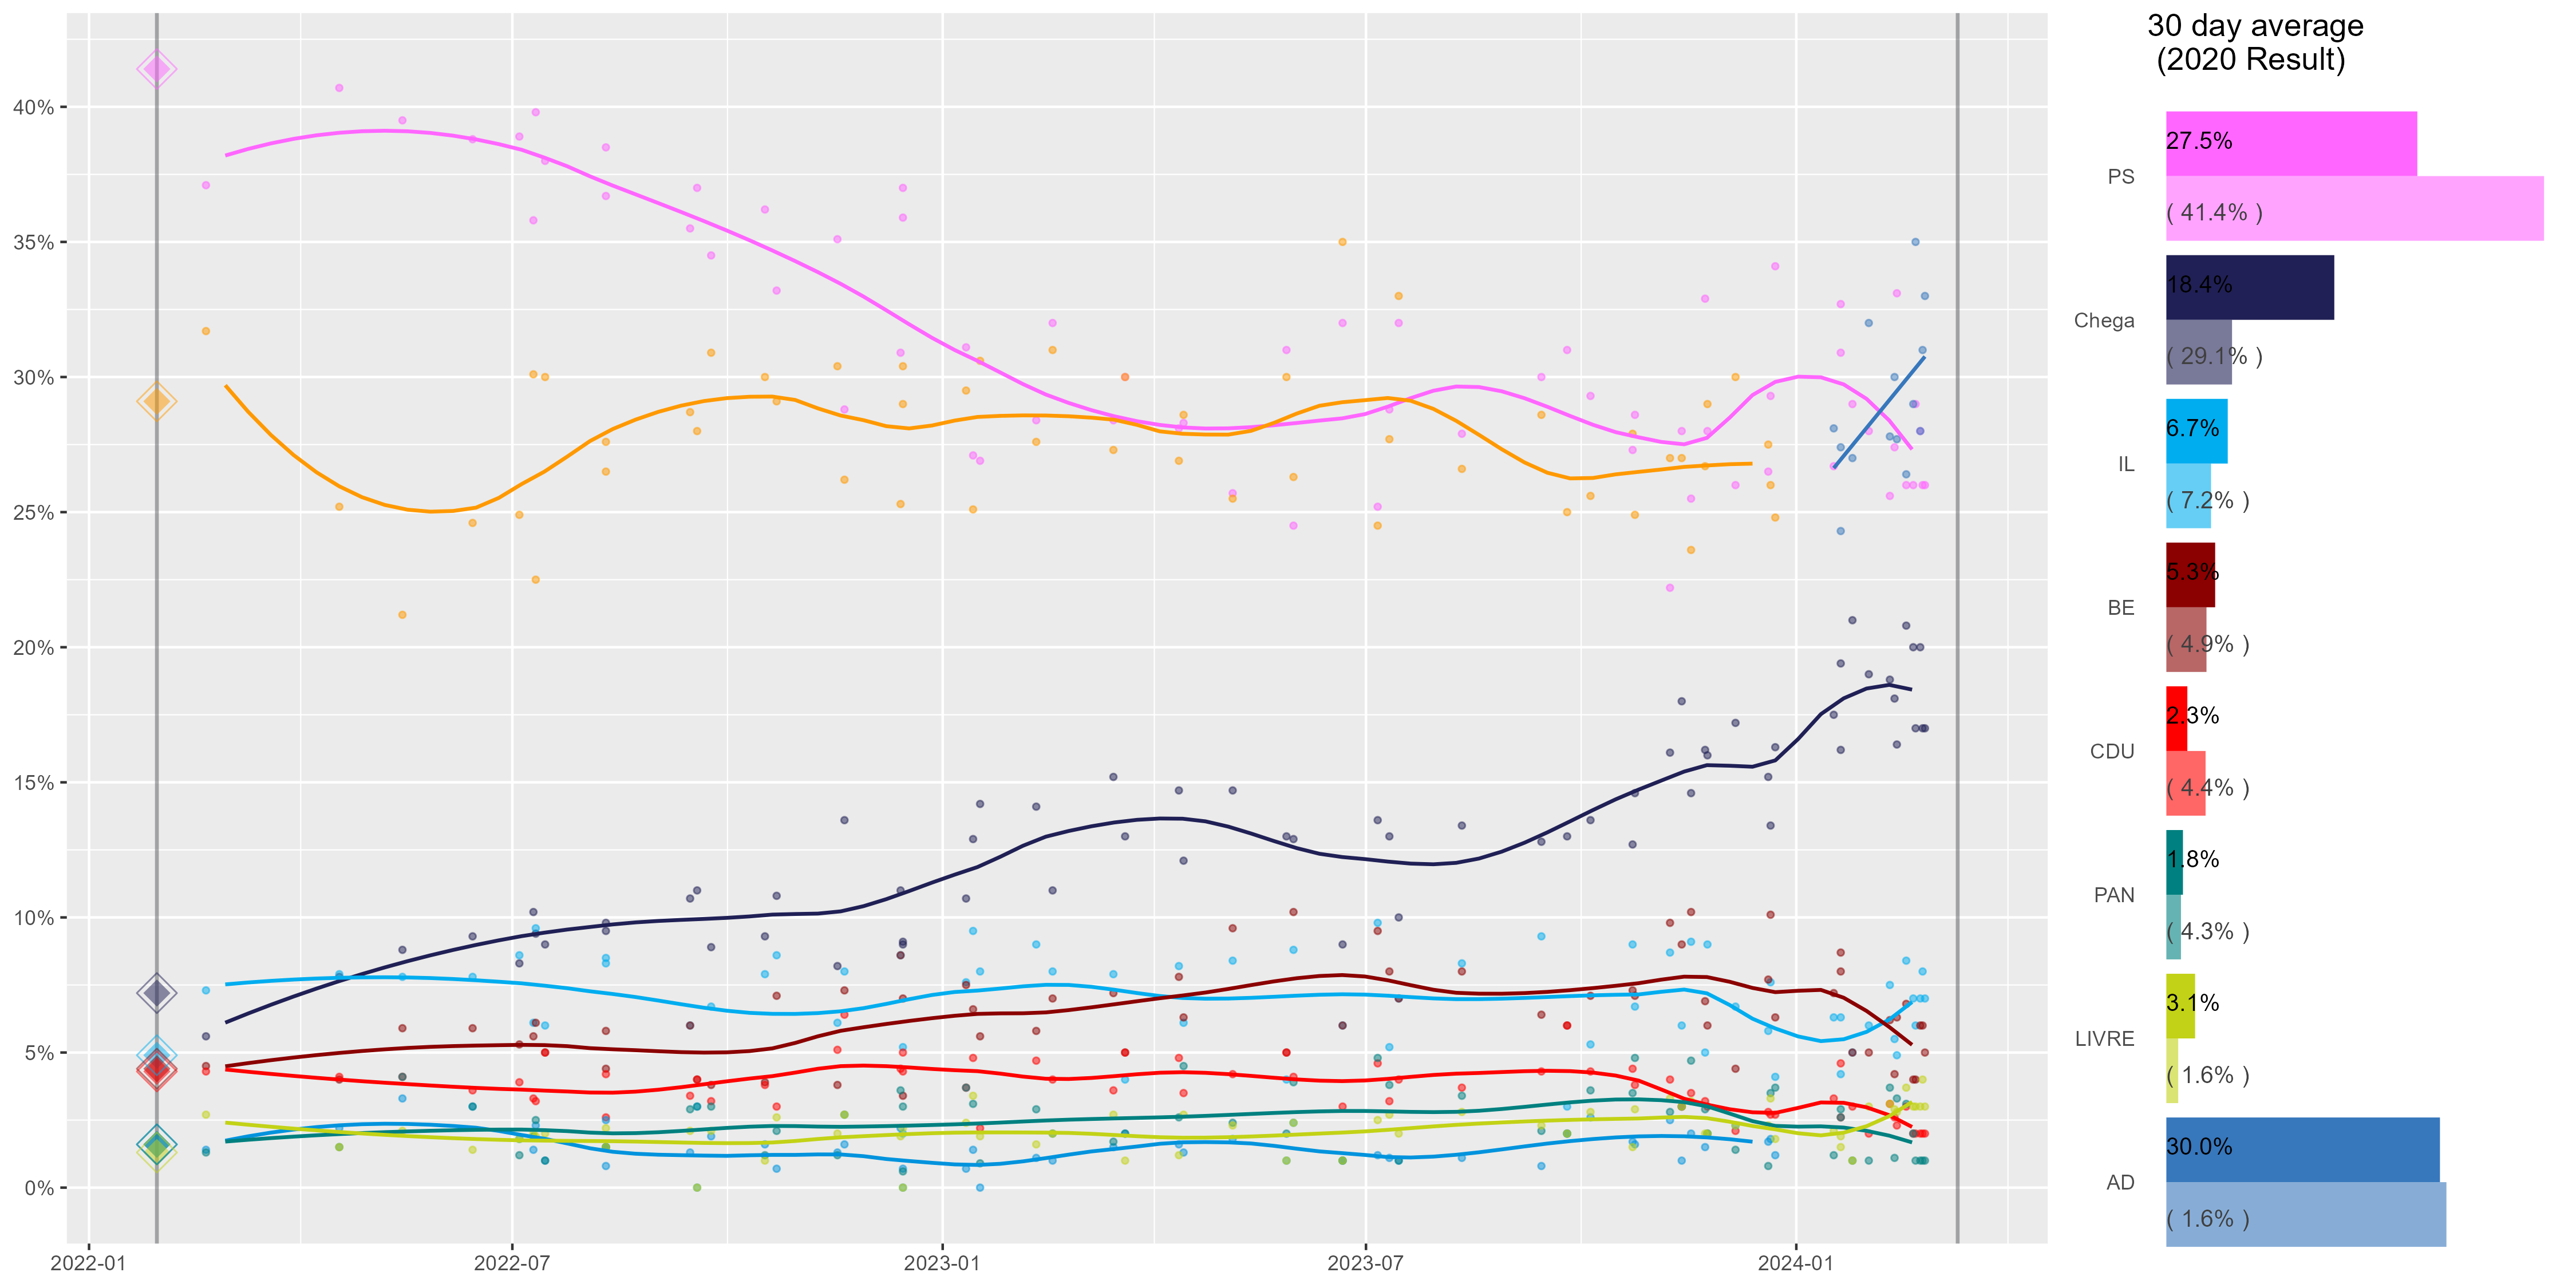 30 day average
(2020 Result)
40%
35%
30%
25%
20%
15%
10%
5%
0%
2022-01
2022-07
2023-01
2023-07
2024-01
PS
27.5%
( 41.4% )
Chega
18.4%
( 29.1% )
IL
6.7%
( 7.2% )
BE
5.3%
( 4.9% )
CDU
2.3%
( 4.4% )
PAN
1.8%
( 4.3% )
LIVRE
3.1%
( 1.6% )
AD
30.0%
( 1.6% )